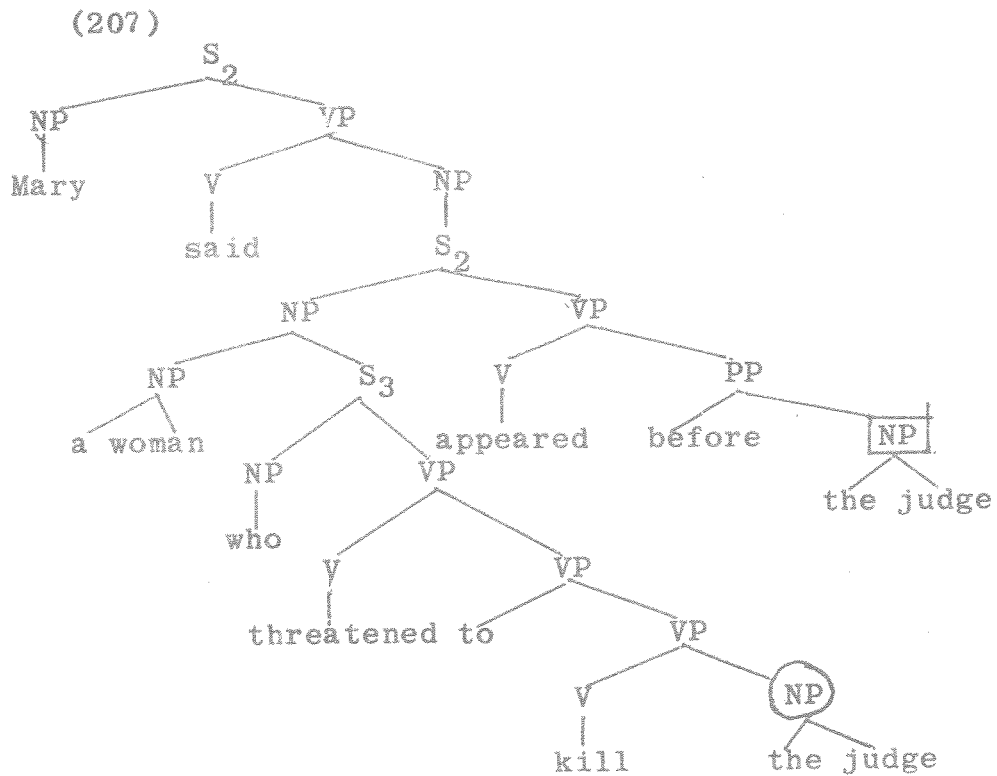 (207)
S2
NP VP
Mary V NP
said S2
NP VP
NP S3 V PP
a woman appeared before NP
NP VP the judge
who
V VP
threatened to VP
V NP
kill the judge